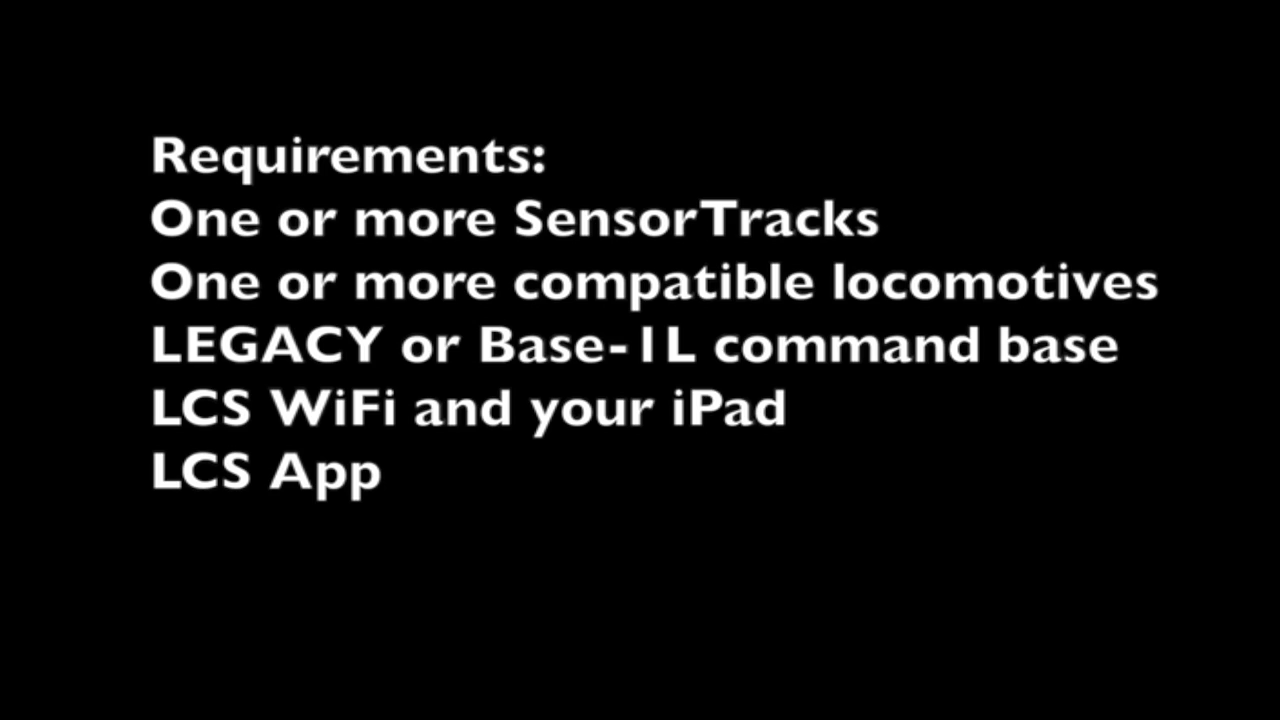 Requirements:
One or more SensorTracks
One or more compatible locomotives
LEGACY or Base-1L command base
LCS WiFi and your iPad
LCS App